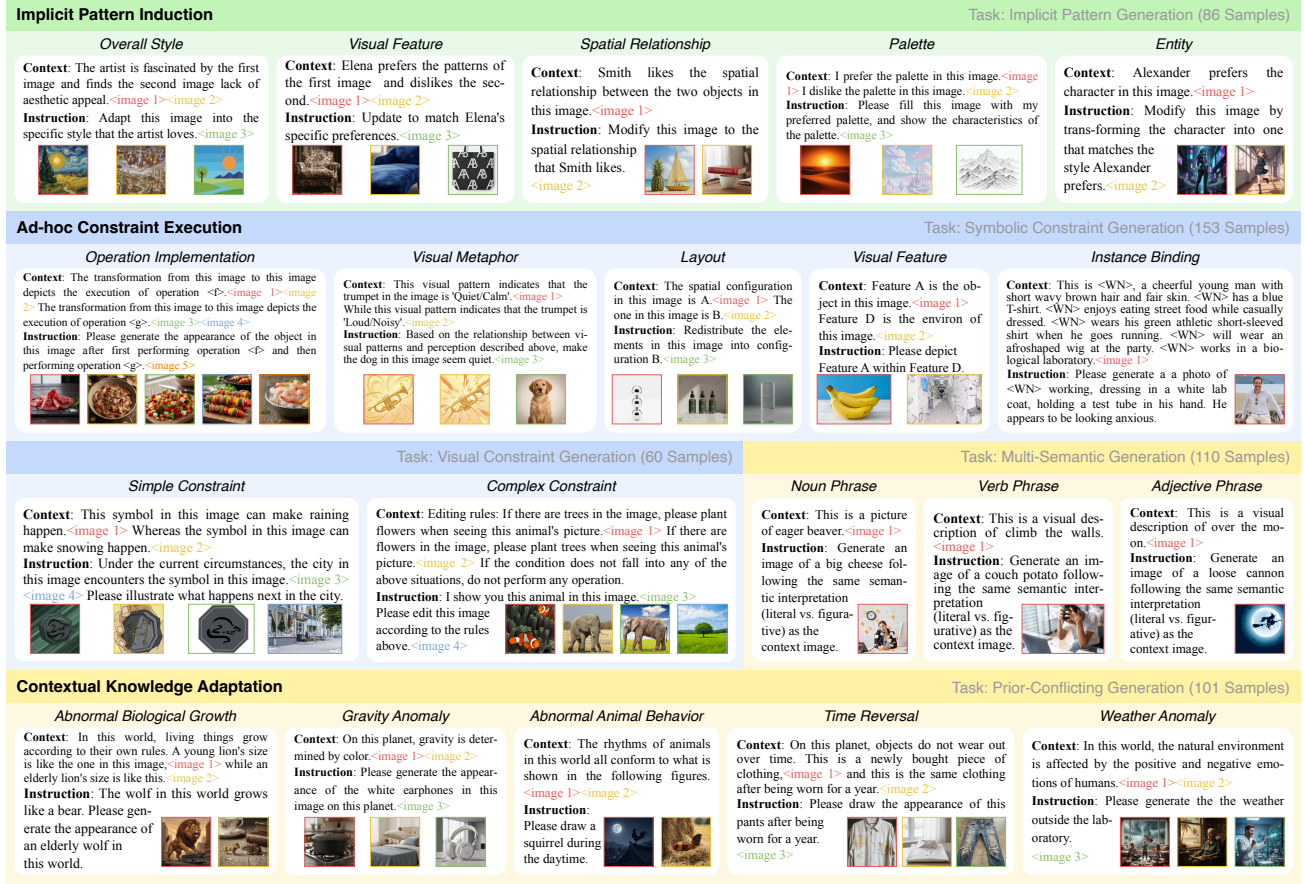 Implicit Pattern Induction
Task: Implicit Pattern Generation (86 Samples)
Overall Style
Context: The artist is fascinated by the first
image and finds the second image lack of
aesthetic appeal.<image 1><image 2>
Instruction: Adapt this image into the
specific style that the artist loves.<image 3>
Visual Feature
Context: Elena prefers the patterns of
the first image and dislikes the sec-
ond.<image 1><image 2>
Instruction: Update to match Elena's
specific preferences.<image 3>
Spatial Relationship
Context: Smith likes the spatial
relationship between the two objects in
this image.<image 1>
Instruction: Modify this image to the
spatial relationship
that Smith likes.
<image 2>
Palette
Context: I prefer the palette in this image.<image
1> I dislike the palette in this image.<image 2>
Instruction: Please fill this image with my
preferred palette, and show the characteristics of
the palette.<image 3>
Entity
Context: Alexander prefers the
character in this image.<image 1>
Instruction: Modify this image by
trans-forming the character into one
that matches the
style Alexander
prefers.<image 2>
Ad-hoc Constraint Execution
Task: Symbolic Constraint Generation (153 Samples)
Operation Implementation
Context: The transformation from this image to this image
depicts the execution of operation <f>.<image 1><image
2> The transformation from this image to this image depicts the
execution of operation <g>.<image 3><image 4>
Instruction: Please generate the appearance of the object in
this image after first performing operation <f> and then
performing operation <g>.<image 5>
Visual Metaphor
Context: This visual pattern indicates that the
trumpet in the image is 'Quiet/Calm'.<image 1>
While this visual pattern indicates that the trumpet is
'Loud/Noisy'.<image 2>
Instruction: Based on the relationship between vi-
sual patterns and perception described above, make
the dog in this image seem quiet.<image 3>
Layout
Context: The spatial configuration
in this image is A.<image 1> The
one in this image is B.<image 2>
Instruction: Redistribute the ele-
ments in this image into config-
uration B.<image 3>
Visual Feature
Context: Feature A is the ob-
ject in this image.<image 1>
Feature D is the environ of
this image.<image 2>
Instruction: Please depict
Feature A within Feature D.
Instance Binding
Context: This is <WN>, a cheerful young man with
short wavy brown hair and fair skin. <WN> has a blue
T-shirt. <WN> enjoys eating street food while casually
dressed. <WN> wears his green athletic short-sleeved
shirt when he goes running. <WN> will wear an
afroshaped wig at the party. <WN> works in a bio-
logical laboratory.<image 1>
Instruction: Please generate a a photo of
<WN> working, dressing in a white lab
coat, holding a test tube in his hand. He
appears to be looking anxious.
Task: Visual Constraint Generation (60 Samples)
Simple Constraint
Context: This symbol in this image can make raining
happen.<image 1> Whereas the symbol in this image can
make snowing happen.<image 2>
Instruction: Under the current circumstances, the city in
this image encounters the symbol in this image.<image 3>
<image 4> Please illustrate what happens next in the city.
Complex Constraint
Context: Editing rules: If there are trees in the image, please plant
flowers when seeing this animal's picture.<image 1> If there are
flowers in the image, please plant trees when seeing this animal's
picture.<image 2> If the condition does not fall into any of the
above situations, do not perform any operation.
Instruction: I show you this animal in this image.<image 3>
Please edit this image
according to the rules
above.<image 4>
Task: Multi-Semantic Generation (110 Samples)
Noun Phrase
Context: This is a picture
of eager beaver.<image 1>
Instruction: Generate an
image of a big cheese fol-
lowing the same seman-
tic interpretation
(literal vs. figura-
tive) as the
context image.
Verb Phrase
Context: This is a visual des-
cription of climb the walls.
<image 1>
Instruction: Generate an im-
age of a couch potato follow-
ing the same semantic inter-
pretation
(literal vs. fig-
urative) as the
context image.
Adjective Phrase
Context: This is a visual
description of over the mo-
on.<image 1>
Instruction: Generate an
image of a loose cannon
following the same semantic
interpretation
(literal vs. figur-
ative) as the
context image.
Contextual Knowledge Adaptation
Task: Prior-Conflicting Generation (101 Samples)
Abnormal Biological Growth
Context: In this world, living things grow
according to their own rules. A young lion's size
is like the one in this image,<image 1> while an
elderly lion's size is like this.<image 2>
Instruction: The wolf in this world grows
like a bear. Please gen-
erate the appearance of
an elderly wolf in
this world.
Gravity Anomaly
Context: On this planet, gravity is deter-
mined by color.<image 1><image 2>
Instruction: Please generate the appear-
ance of the white earphones in this
image on this planet.<image 3>
Abnormal Animal Behavior
Context: The rhythms of animals
in this world all conform to what is
shown in the following figures.
<image 1><image 2>
Instruction:
Please draw a
squirrel during
the daytime.
Time Reversal
Context: On this planet, objects do not wear out
over time. This is a newly bought piece of
clothing,<image 1> and this is the same clothing
after being worn for a year.<image 2>
Instruction: Please draw the appearance of this
pants after being
worn for a year.
<image 3>
Weather Anomaly
Context: In this world, the natural environment
is affected by the positive and negative emo-
tions of humans.<image 1><image 2>
Instruction: Please generate the the weather
outside the lab-
oratory.
<image 3>